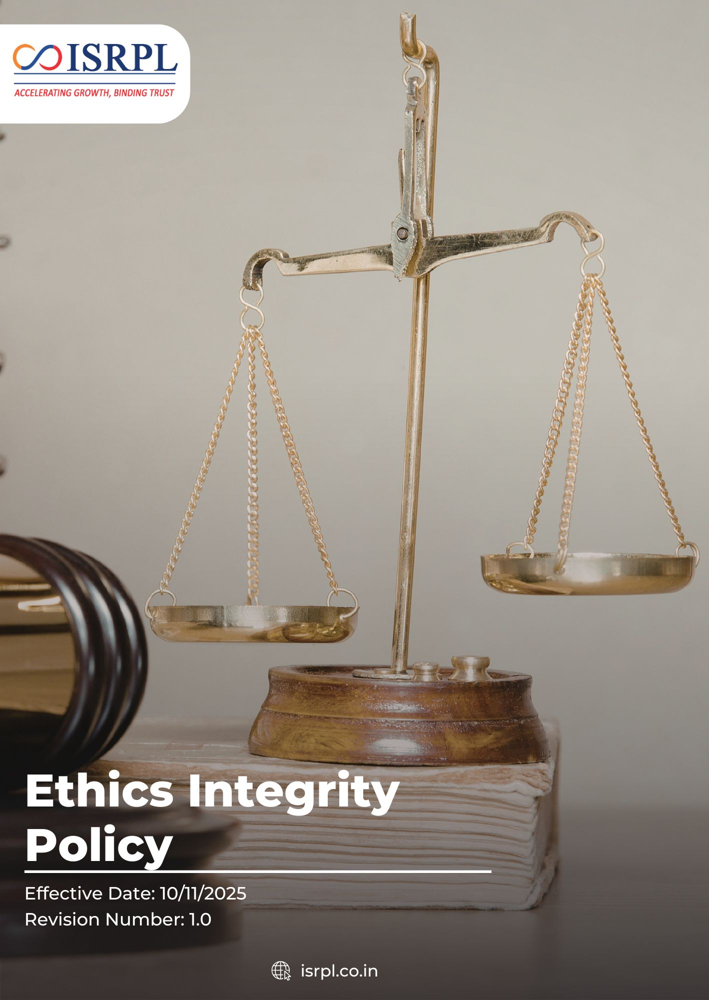 ISRPL
ACCELERATING GROWTH, BINDING TRUST
Ethics Integrity
Policy
Effective Date: 10/11/2025
Revision Number: 1.0
isrpl.co.in